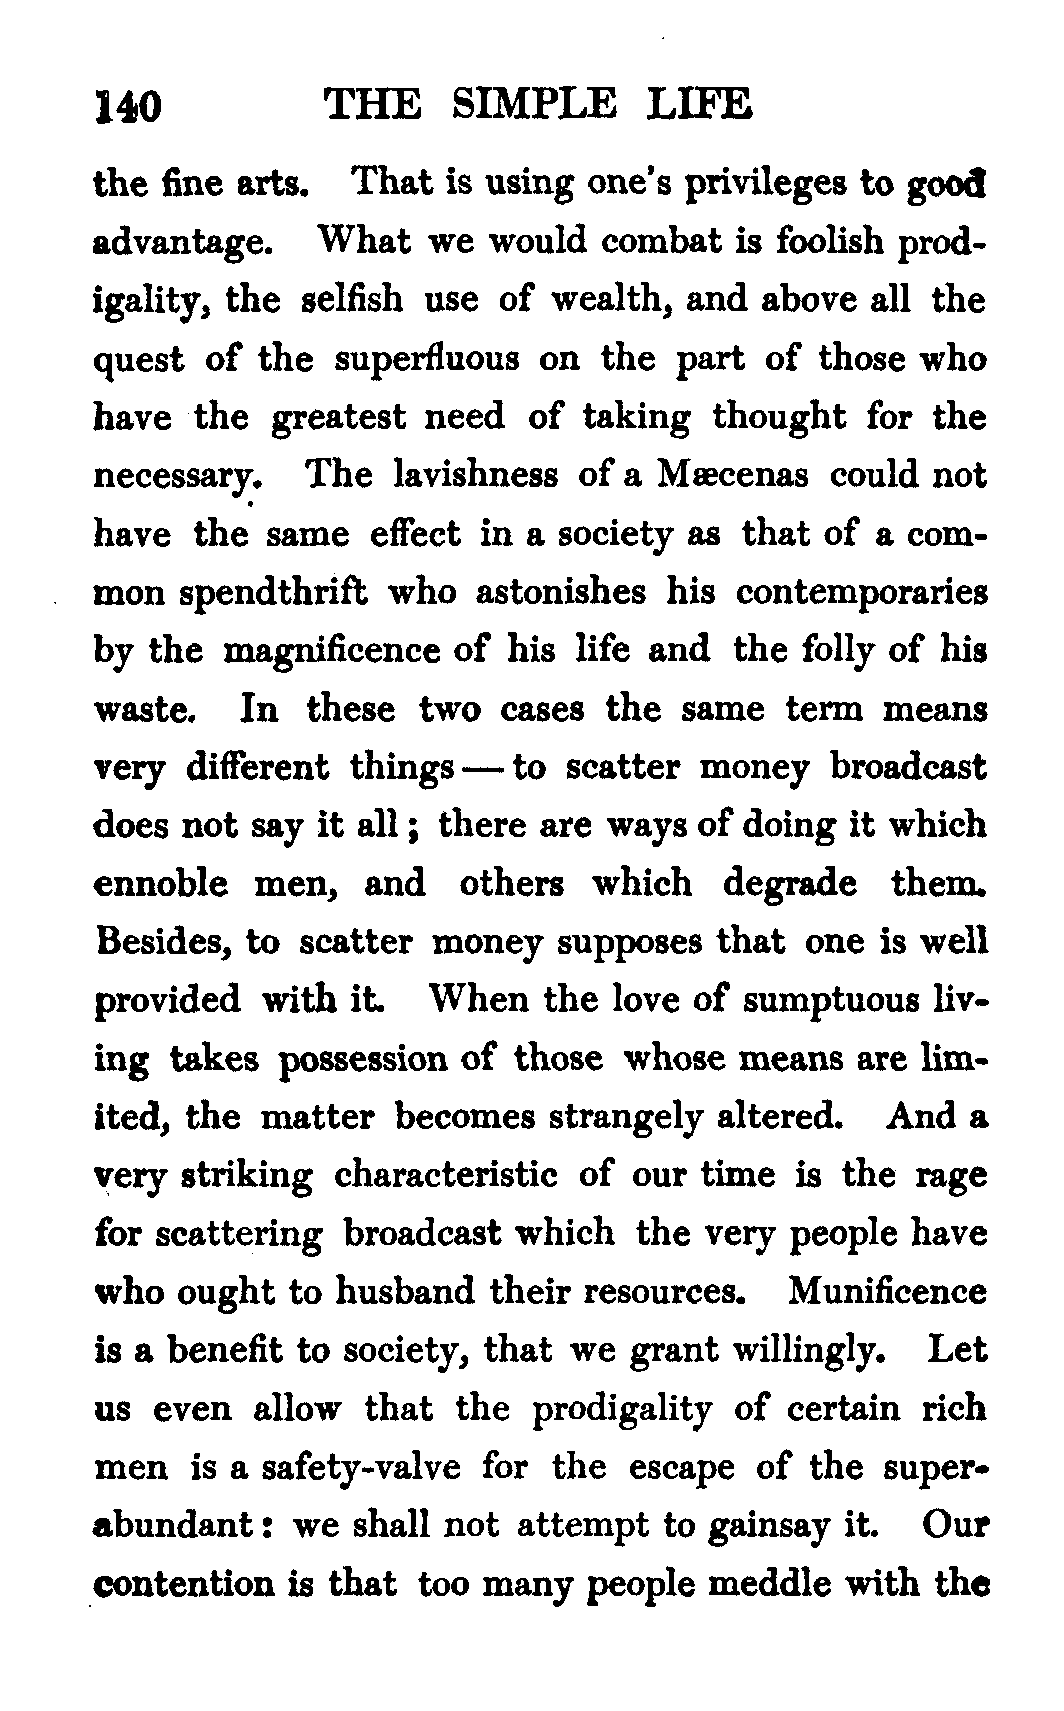 140 THE SIMPLE LIFE
the fine arts. That is using one's privileges to good
advantage. What we would combat is foolish prod-
igality, the selfish use of wealth, and above all the
quest of the superfluous on the part of those who
have the greatest need of taking thought for the
necessary. The lavishness of a Mæcenas could not
have the same effect in a society as that of a com-
mon spendthrift who astonishes his contemporaries
by the magnificence of his life and the folly of his
waste. In these two cases the same term means
very different things — to scatter money broadcast
does not say it all ; there are ways of doing it which
ennoble men, and others which degrade them.
Besides, to scatter money supposes that one is well
provided with it. When the love of sumptuous liv-
ing takes possession of those whose means are lim-
ited, the matter becomes strangely altered. And a
very striking characteristic of our time is the rage
for scattering broadcast which the very people have
who ought to husband their resources. Munificence
is a benefit to society, that we grant willingly. Let
us even allow that the prodigality of certain rich
men is a safety-valve for the escape of the super-
abundant : we shall not attempt to gainsay it. Our
contention is that too many people meddle with the